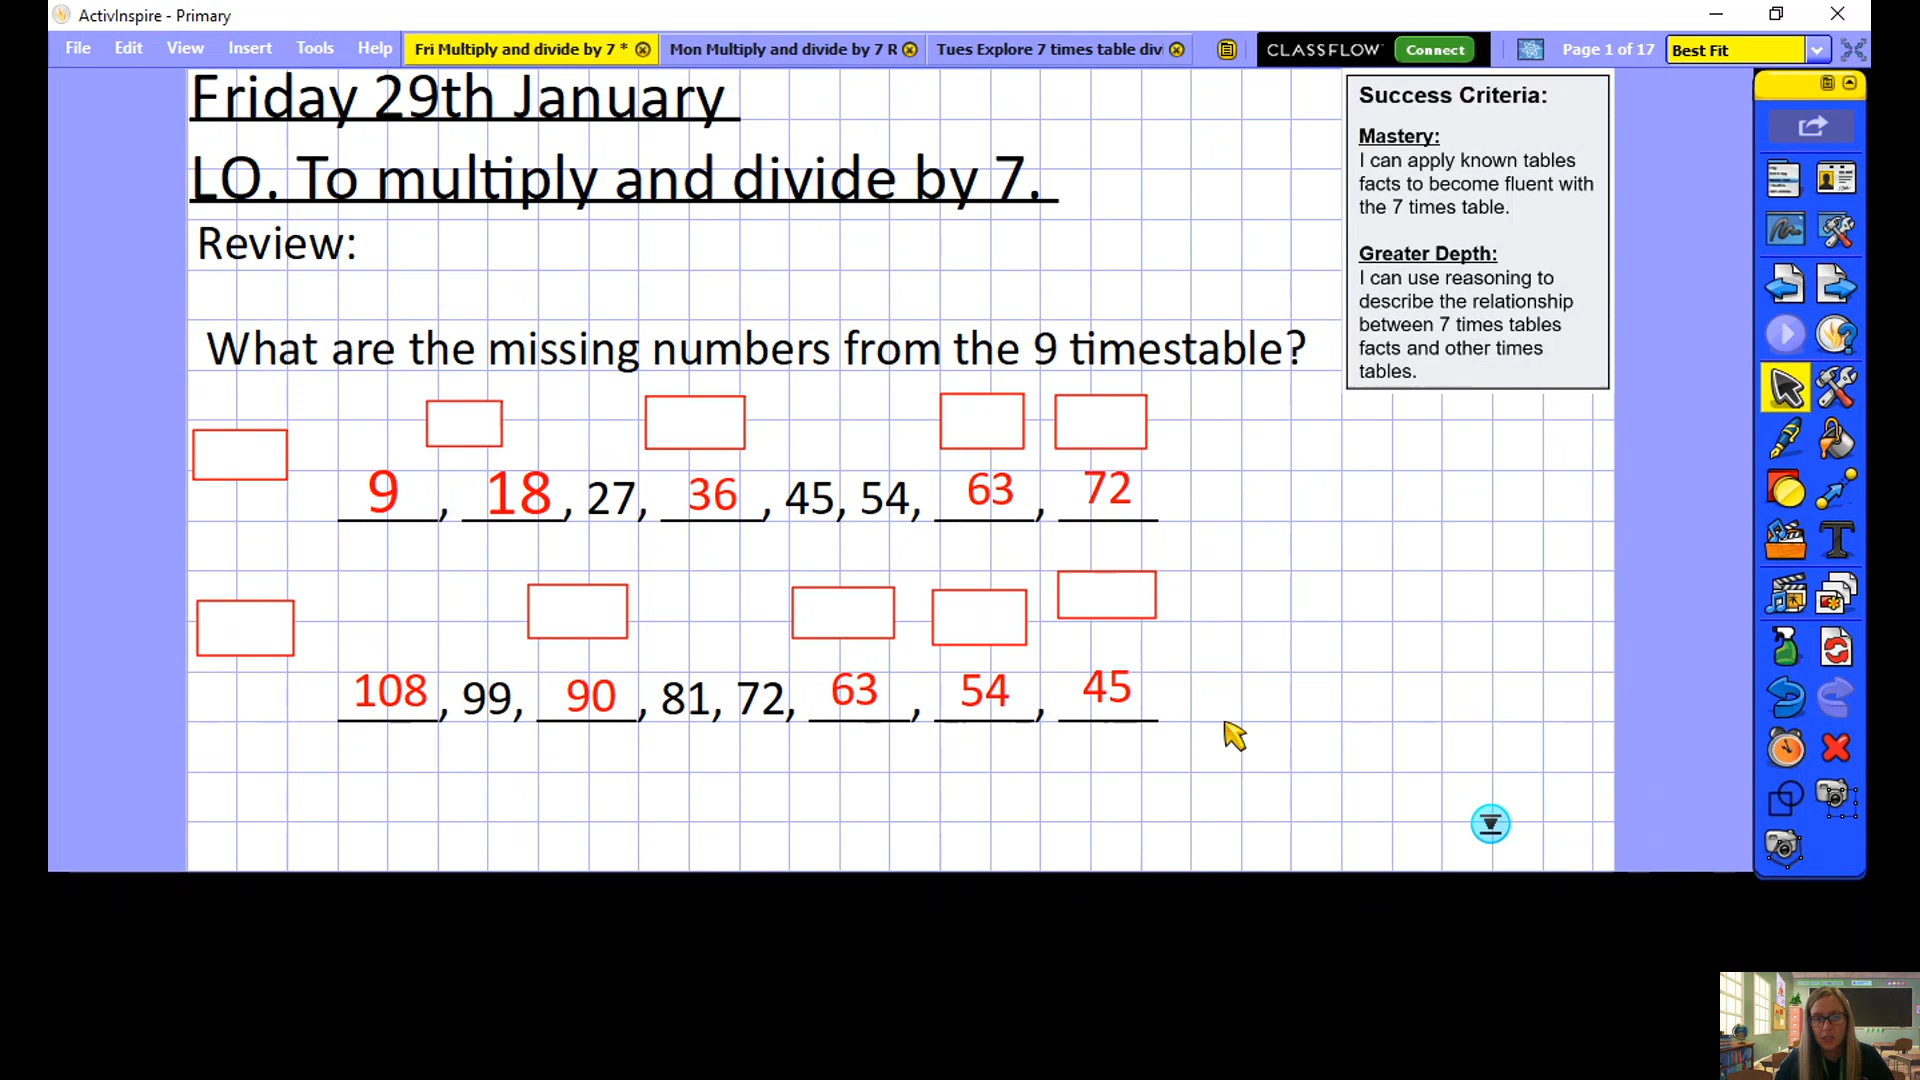 ActivInspire - Primary
File Edit View Insert Tools Help Fri Multiply and divide by 7 * Mon Multiply and divide by 7 R Tues Explore 7 times table divi CLASSFLOW Connect Page 1 of 17 Best Fit
Friday 29th January
LO. To multiply and divide by 7.
Review:
What are the missing numbers from the 9 timestable?
9, 18, 27, 36, 45, 54, 63, 72
108, 99, 90, 81, 72, 63, 54, 45
Success Criteria:
Mastery:
I can apply known tables
facts to become fluent with
the 7 times table.
Greater Depth:
I can use reasoning to
describe the relationship
between 7 times tables
facts and other times
tables.